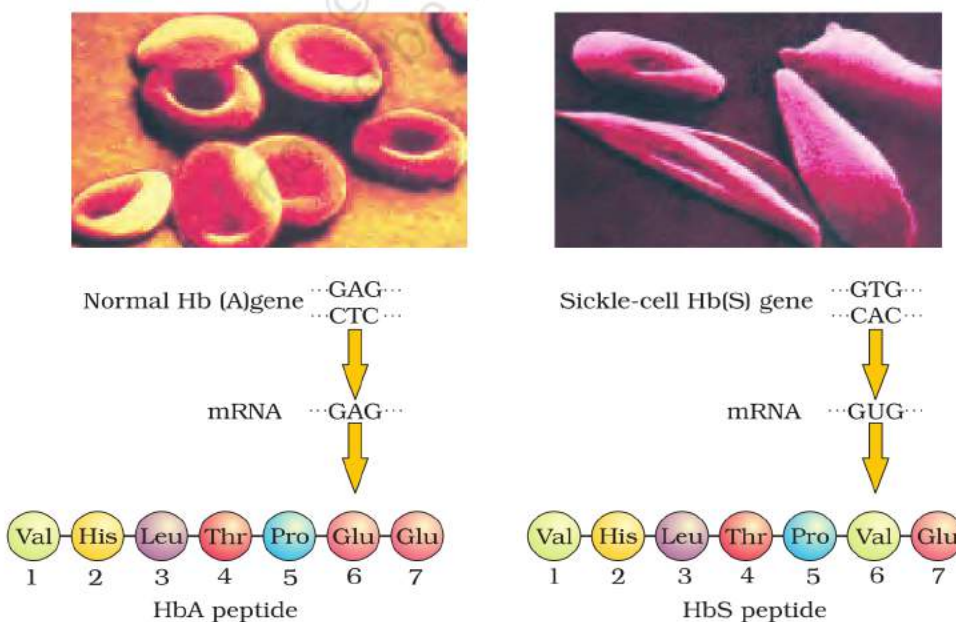 Normal Hb (A)gene
···GAG···
···CTC···
mRNA
···GAG···
Val His Leu Thr Pro Glu Glu
1 2 3 4 5 6 7
HbA peptide
Sickle-cell Hb(S) gene
···GTG···
···CAC···
mRNA
···GUG···
Val His Leu Thr Pro Val Glu
1 2 3 4 5 6 7
HbS peptide